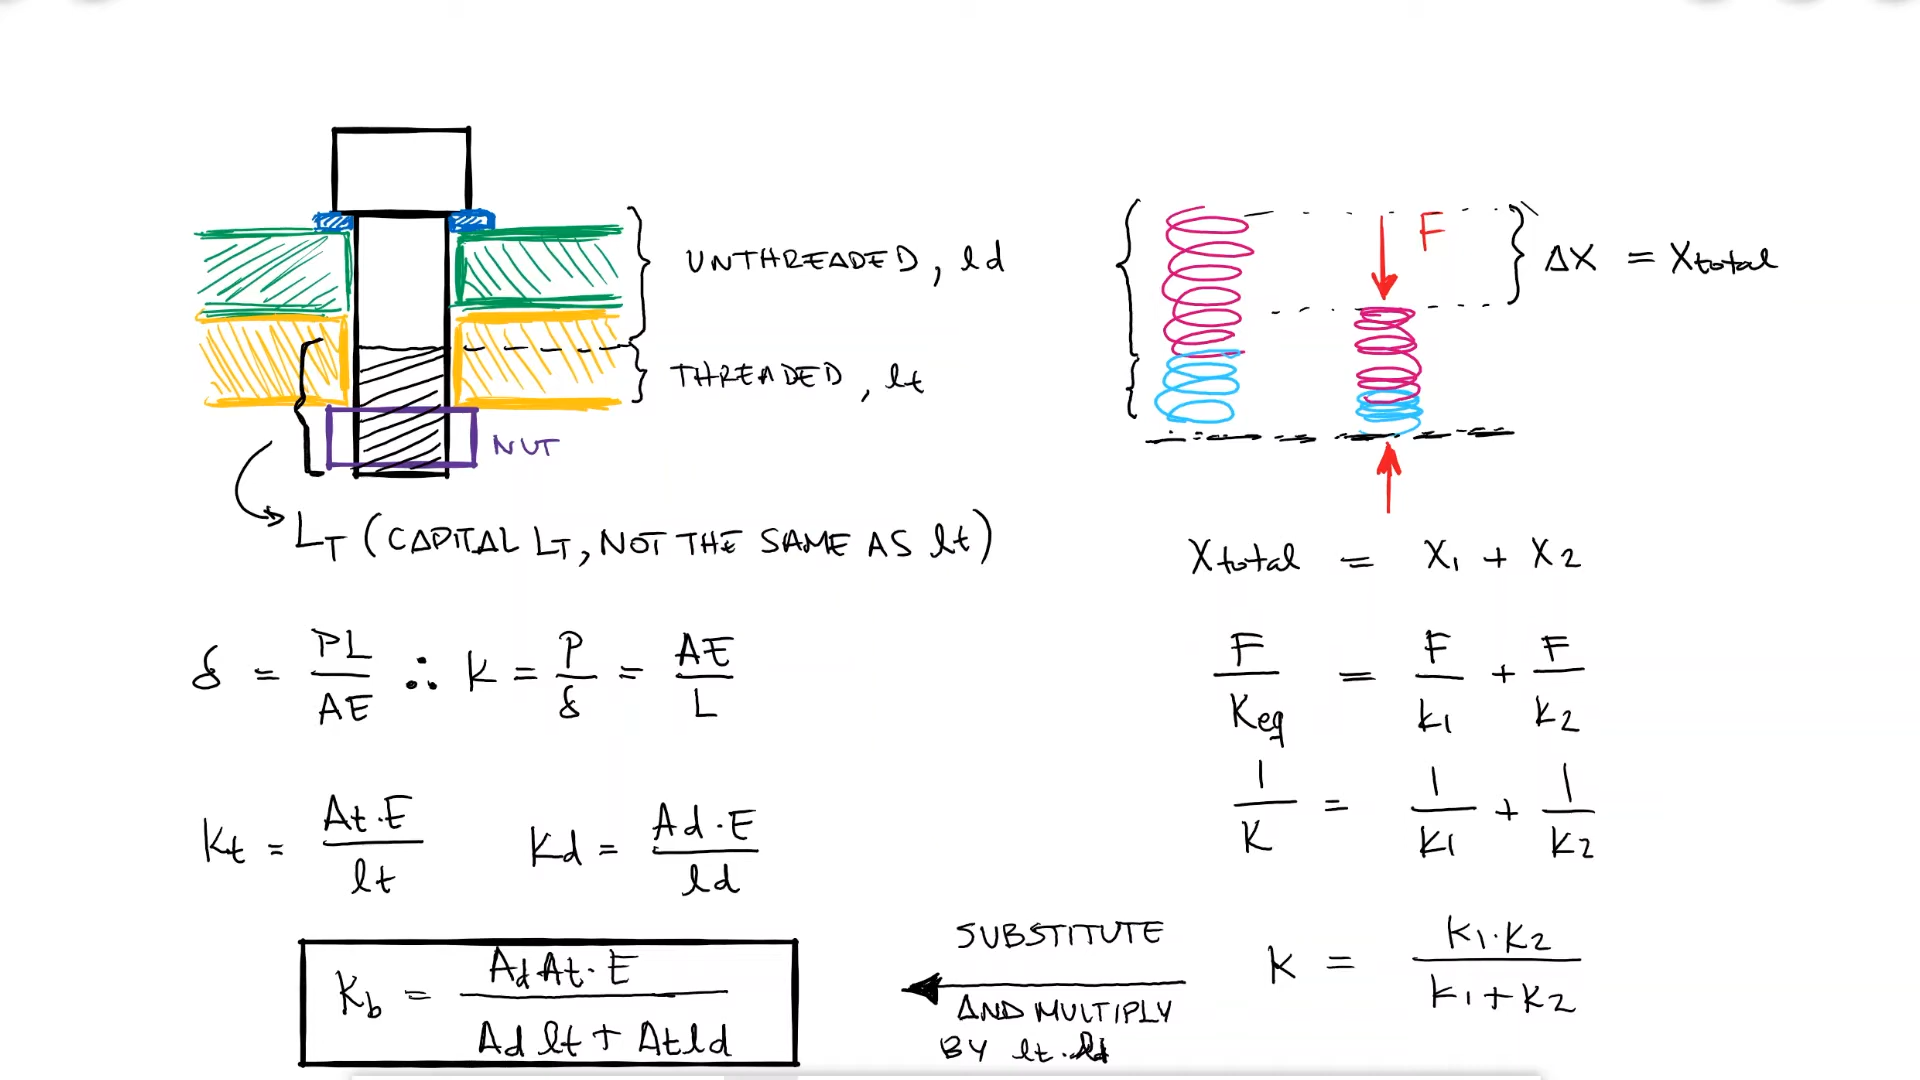 UNTHREADED, ld
THREADED, lt
NUT
LT (CAPITAL LT, NOT THE SAME AS lt)
δ = PL/AE ∴ k = P/δ = AE/L
Kt = At·E/lt
Kd = Ad·E/ld
Kb = AdAt·E/(Ad lt + Atld)
F
ΔX = Xtotal
Xtotal = X1 + X2
F/Keq = F/k1 + F/k2
1/K = 1/K1 + 1/K2
K = K1·K2/(K1+K2)
SUBSTITUTE
AND MULTIPLY
BY lt·ld